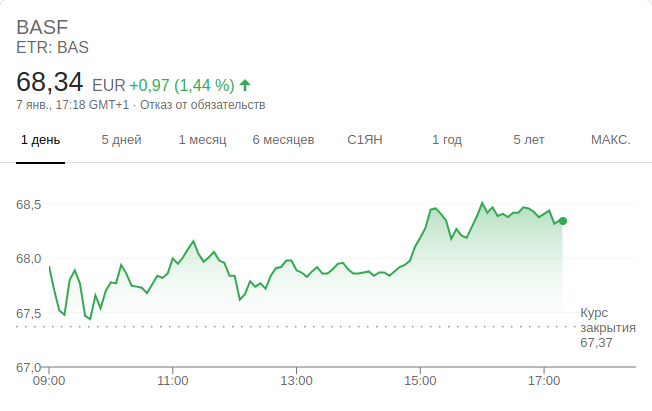 BASF
ETR: BAS
68,34 EUR +0,97 (1,44 %)
7 янв., 17:18 GMT+1 · Отказ от обязательств
1 день 5 дней 1 месяц 6 месяцев С1ЯН 1 год 5 лет МАКС.
68,5
68,0
67,5
Курс
закрытия
67,37
67,0
09:00 11:00 13:00 15:00 17:00